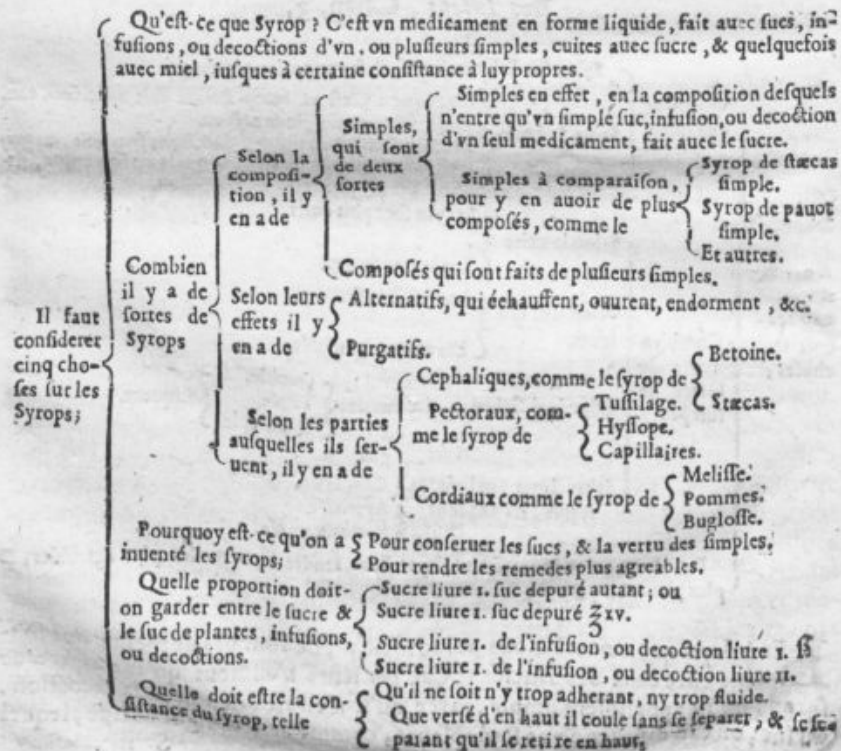 Qu'est-ce que Syrop ? C'est vn medicament en forme liquide, fait auec sucs, in-
fusions, ou decoctions d'vn. ou plusieurs simples, cuites auec sucre, & quelquefois
auec miel, iusques à certaine consistance à luy propres.
Il faut
considerer
cinq cho-
ses sur les
Syrops;
Combien
il y a de
sortes de
Syrops
Selon la
composi-
tion, il y
en a de
Simples,
qui sont
de deux
sortes
Simples en effet, en la composition desquels
n'entre qu'vn simple suc, infusion, ou decoction
d'vn seul medicament, fait auec le sucre.
Simples à comparaison,
pour y en auoir de plus
composés, comme le
Syrop de stæcas
simple.
Syrop de pauot
simple.
Et autres.
Composés qui sont faits de plusieurs simples.
Selon leurs
effets il y
en a de
Alternatifs, qui échauffent, ouurent, endorment, &c.
Purgatifs.
Selon les parties
ausquelles ils ser-
uent, il y en a de
Cephaliques, comme le syrop de
Betoine.
Stæcas.
Pectoraux, com-
me le syrop de
Tussilage.
Hyssope.
Capillaires.
Cordiaux comme le syrop de
Melisse.
Pommes.
Buglosse.
Pourquoy est-ce qu'on a
inuenté les syrops;
Pour conseruer les sucs, & la vertu des simples.
Pour rendre les remedes plus agreables.
Quelle proportion doit-
on garder entre le sucre &
le suc de plantes, infusions,
ou decoctions.
Sucre liure 1. suc depuré autant; ou
Sucre liure 1. suc depuré ℥ xv.
Sucre liure 1. de l'infusion, ou decoction liure 1. ß
Sucre liure 1. de l'infusion, ou decoction liure 11.
Quelle doit estre la con-
sistance du syrop, telle
Qu'il ne soit n'y trop adherant, ny trop fluide.
Que versé d'en haut il coule sans se separer, & se se-
parant qu'il se retire en haut,